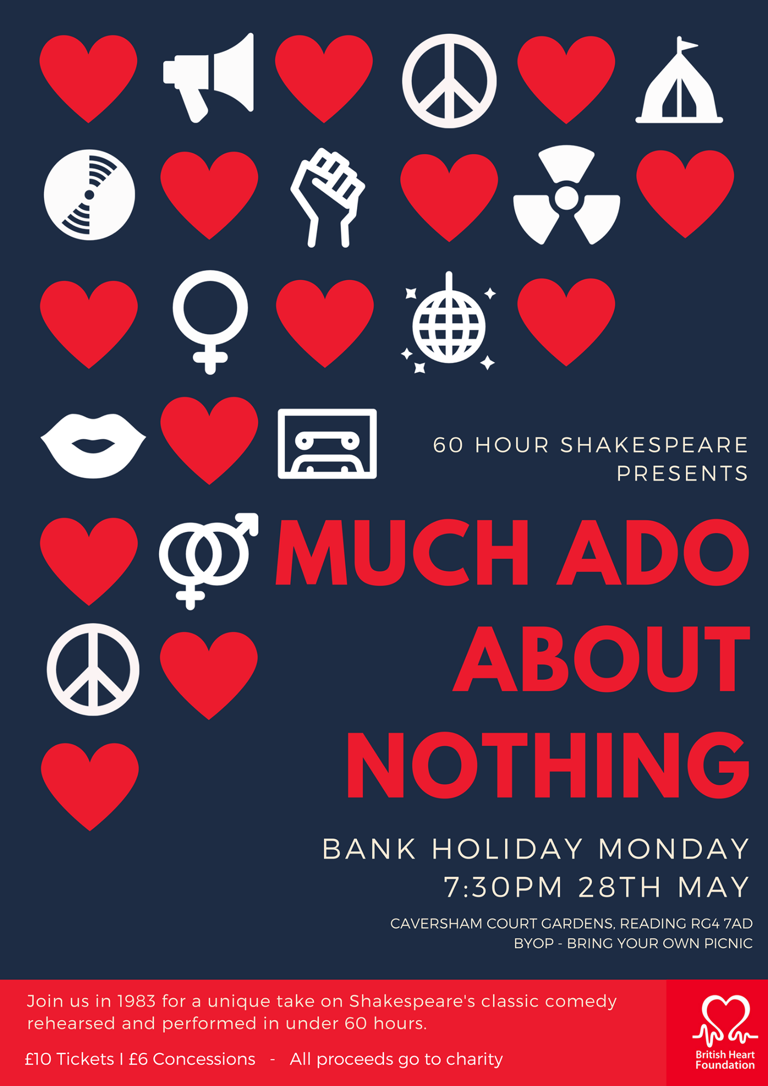 60 HOUR SHAKESPEARE
PRESENTS
MUCH ADO
ABOUT
NOTHING
BANK HOLIDAY MONDAY
7:30PM 28TH MAY
CAVERSHAM COURT GARDENS, READING RG4 7AD
BYOP - BRING YOUR OWN PICNIC
Join us in 1983 for a unique take on Shakespeare's classic comedy
rehearsed and performed in under 60 hours.
£10 Tickets I £6 Concessions - All proceeds go to charity
British Heart
Foundation